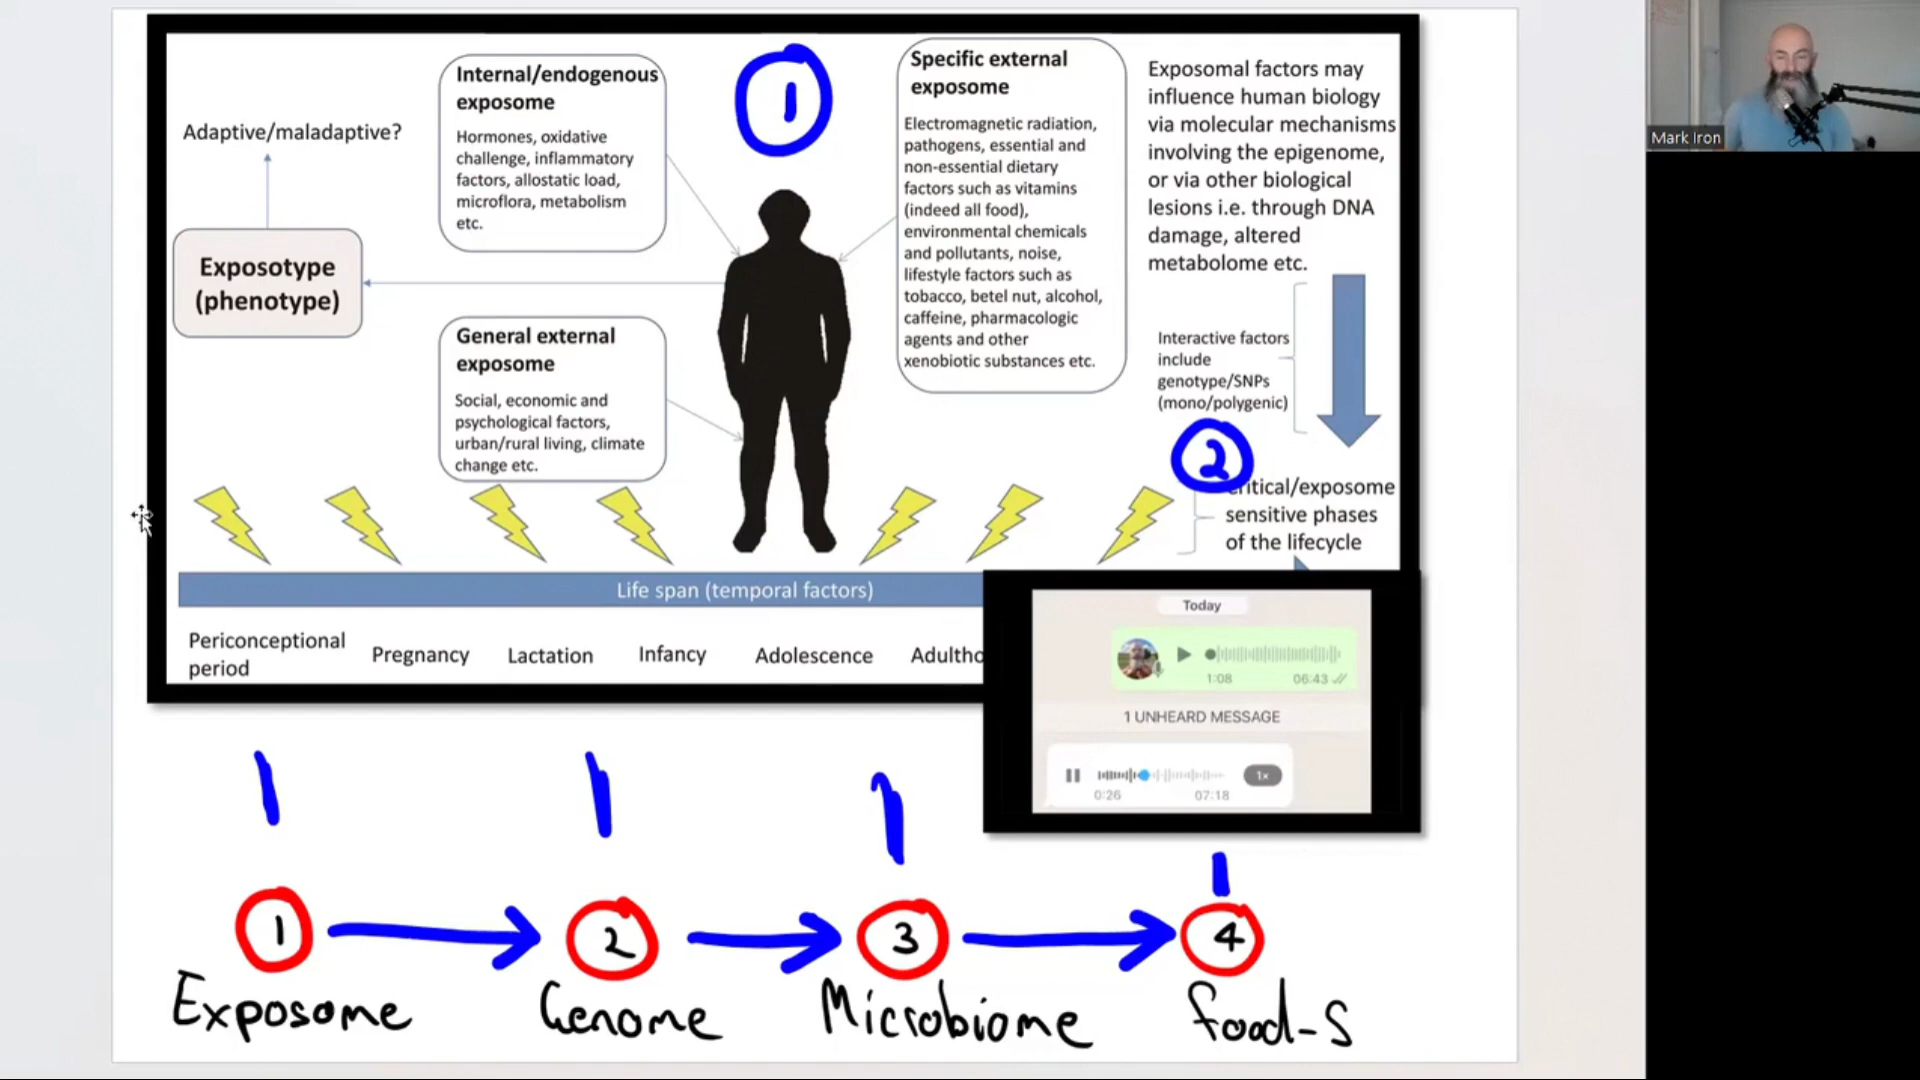 Internal/endogenous
exposome
Hormones, oxidative
challenge, inflammatory
factors, allostatic load,
microflora, metabolism
etc.
1
Specific external
exposome
Electromagnetic radiation,
pathogens, essential and
non-essential dietary
factors such as vitamins
(indeed all food),
environmental chemicals
and pollutants, noise,
lifestyle factors such as
tobacco, betel nut, alcohol,
caffeine, pharmacologic
agents and other
xenobiotic substances etc.
Exposomal factors may
influence human biology
via molecular mechanisms
involving the epigenome,
or via other biological
lesions i.e. through DNA
damage, altered
metabolome etc.
Mark Iron
Adaptive/maladaptive?
Exposotype
(phenotype)
General external
exposome
Social, economic and
psychological factors,
urban/rural living, climate
change etc.
Interactive factors
include
genotype/SNPs
(mono/polygenic)
2
ritical/exposome
sensitive phases
of the lifecycle
Life span (temporal factors)
Periconceptional
period
Pregnancy
Lactation
Infancy
Adolescence
Adultho
Today
1:08 06:43
1 UNHEARD MESSAGE
1x
0:26 07:18
1 2 3 4
Exposome Genome Microbiome food-S